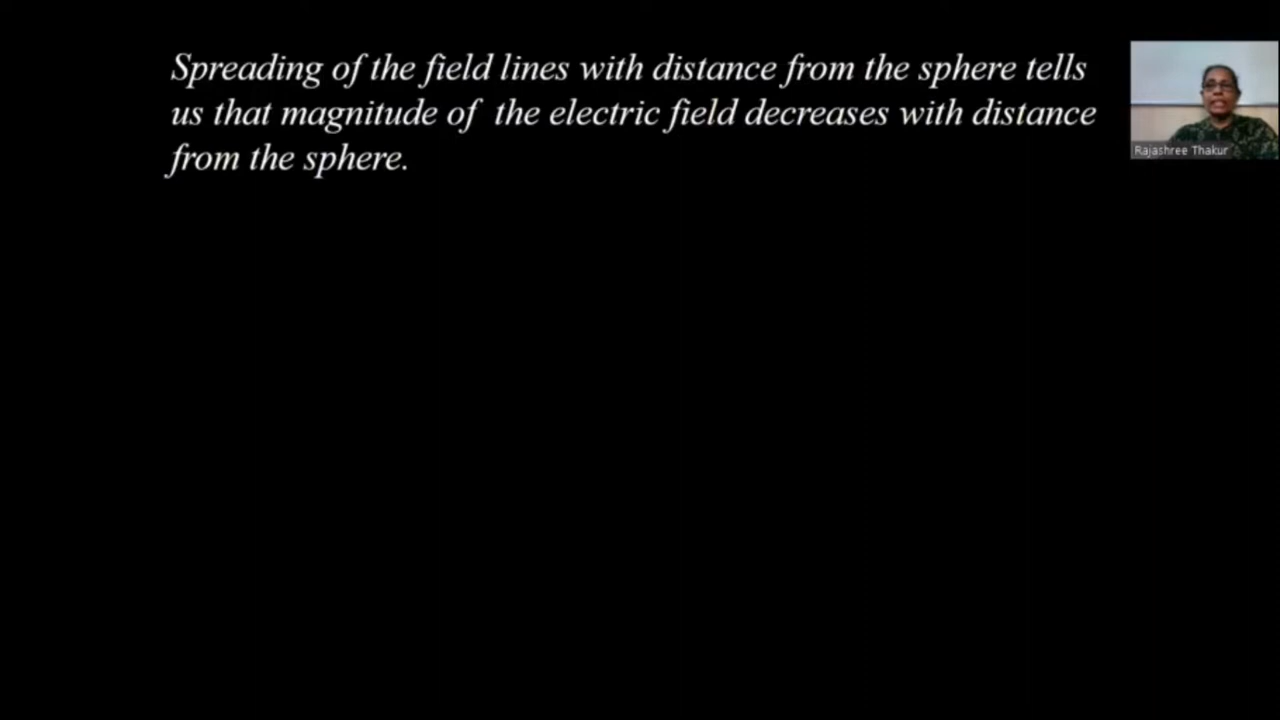 Spreading of the field lines with distance from the sphere tells
us that magnitude of the electric field decreases with distance
from the sphere.
Rajashree Thakur